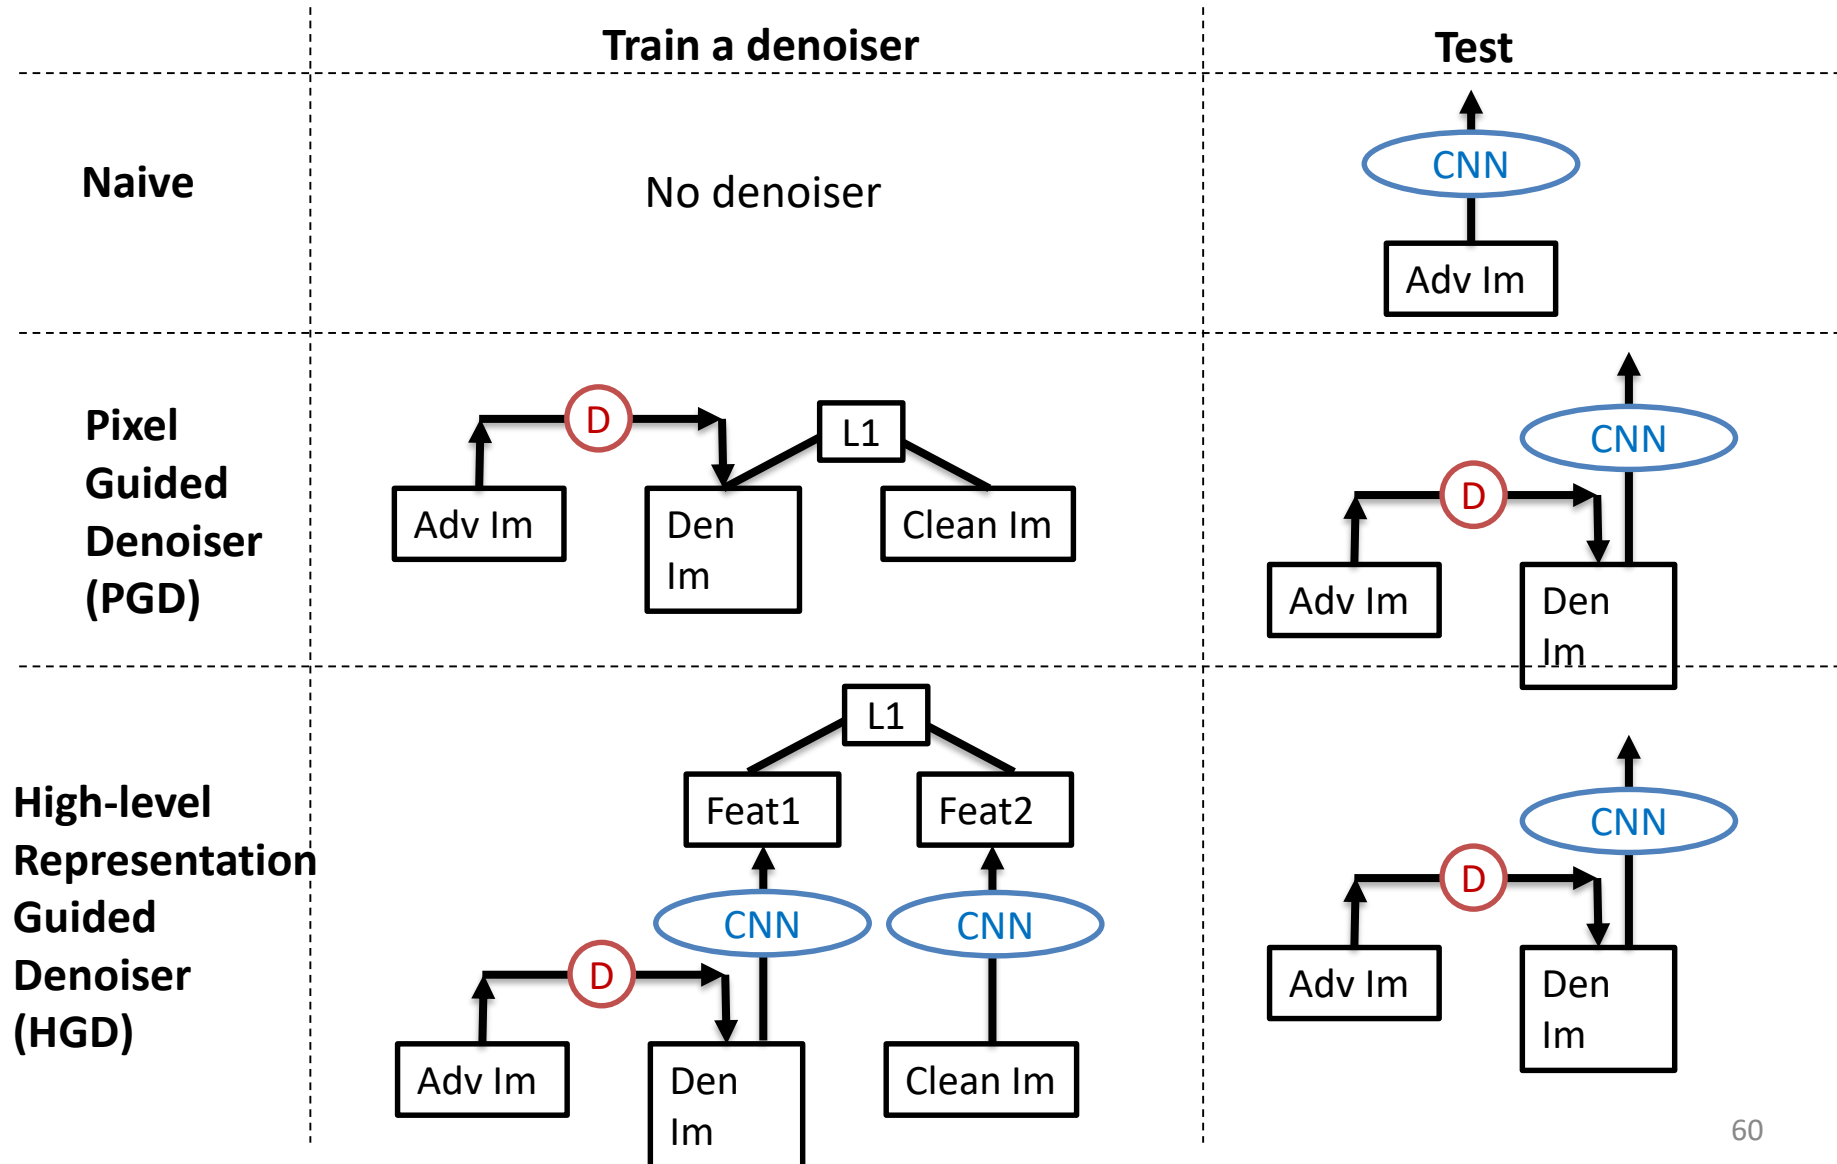 Train a denoiser
Test
Naive
No denoiser
CNN
Adv Im
Pixel
Guided
Denoiser
(PGD)
D
L1
Adv Im
Den
Im
Clean Im
CNN
D
Adv Im
Den
Im
High-level
Representation
Guided
Denoiser
(HGD)
L1
Feat1
Feat2
CNN
CNN
D
Adv Im
Den
Im
Clean Im
CNN
D
Adv Im
Den
Im
60